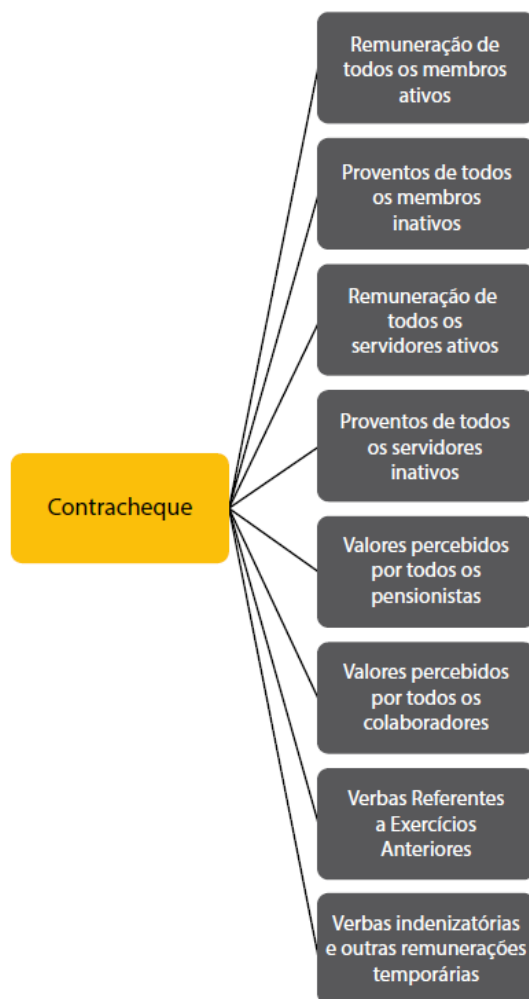 Remuneração de
todos os membros
ativos
Proventos de todos
os membros
inativos
Remuneração de
todos os
servidores ativos
Proventos de todos
os servidores
inativos
Contracheque
Valores percebidos
por todos os
pensionistas
Valores percebidos
por todos os
colaboradores
Verbas Referentes
a Exercícios
Anteriores
Verbas indenizatórias
e outras remunerações
temporárias